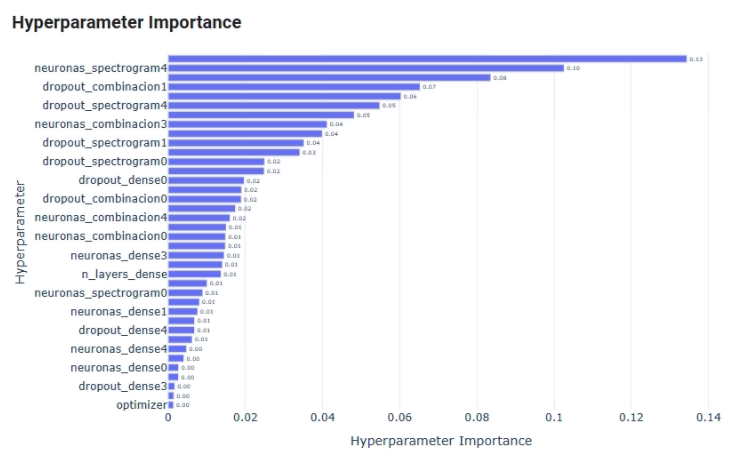 Hyperparameter Importance
0.13
neuronas_spectrogram4 0.10
0.08
dropout_combinacion1 0.07
0.06
dropout_spectrogram4 0.05
0.05
neuronas_combinacion3 0.04
0.04
dropout_spectrogram1 0.04
0.03
dropout_spectrogram0 0.02
0.02
dropout_dense0 0.02
0.02
dropout_combinacion0 0.02
0.02
neuronas_combinacion4 0.02
0.01
neuronas_combinacion0 0.01
0.01
neuronas_dense3 0.01
0.01
n_layers_dense 0.01
0.01
neuronas_spectrogram0 0.01
0.01
neuronas_dense1 0.01
0.01
dropout_dense4 0.01
0.01
neuronas_dense4 0.00
0.00
neuronas_dense0 0.00
0.00
dropout_dense3 0.00
0.00
optimizer 0.00
Hyperparameter
0 0.02 0.04 0.06 0.08 0.1 0.12 0.14
Hyperparameter Importance